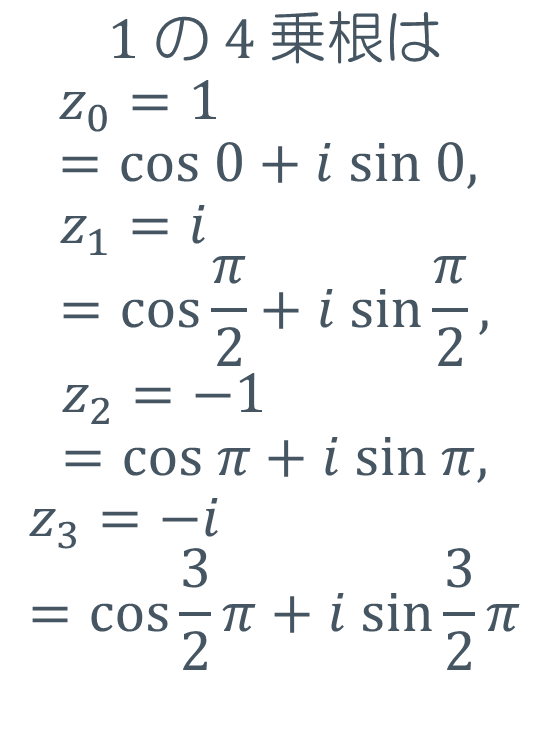 1 の 4 乗根は
z₀ = 1
= cos 0 + i sin 0,
z₁ = i
= cos π/2 + i sin π/2,
z₂ = −1
= cos π + i sin π,
z₃ = −i
= cos 3/2 π + i sin 3/2 π